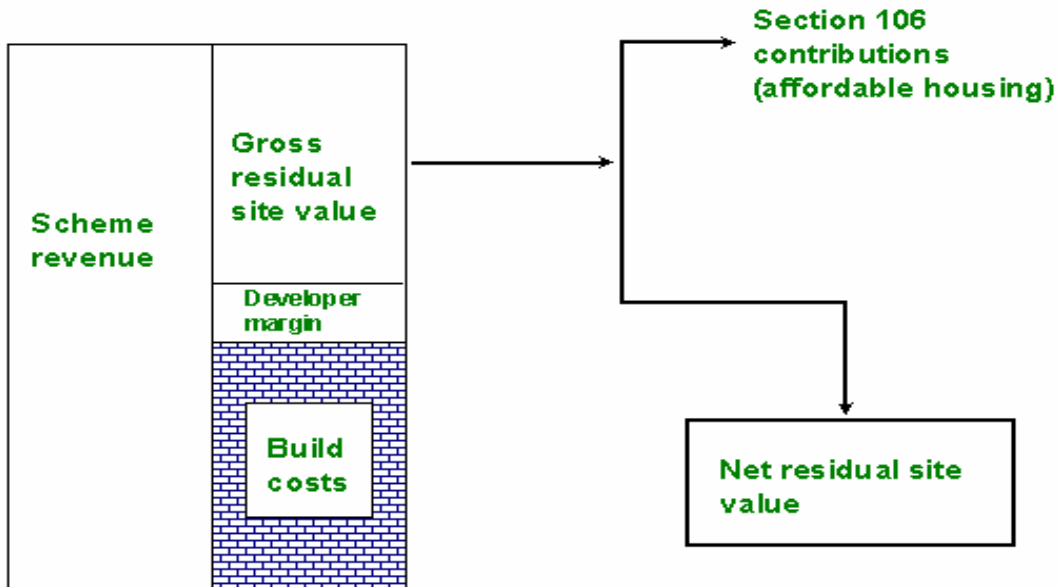 Section 106
contributions
(affordable housing)
Gross
residual
site value
Scheme
revenue
Developer
margin
Build
costs
Net residual site
value